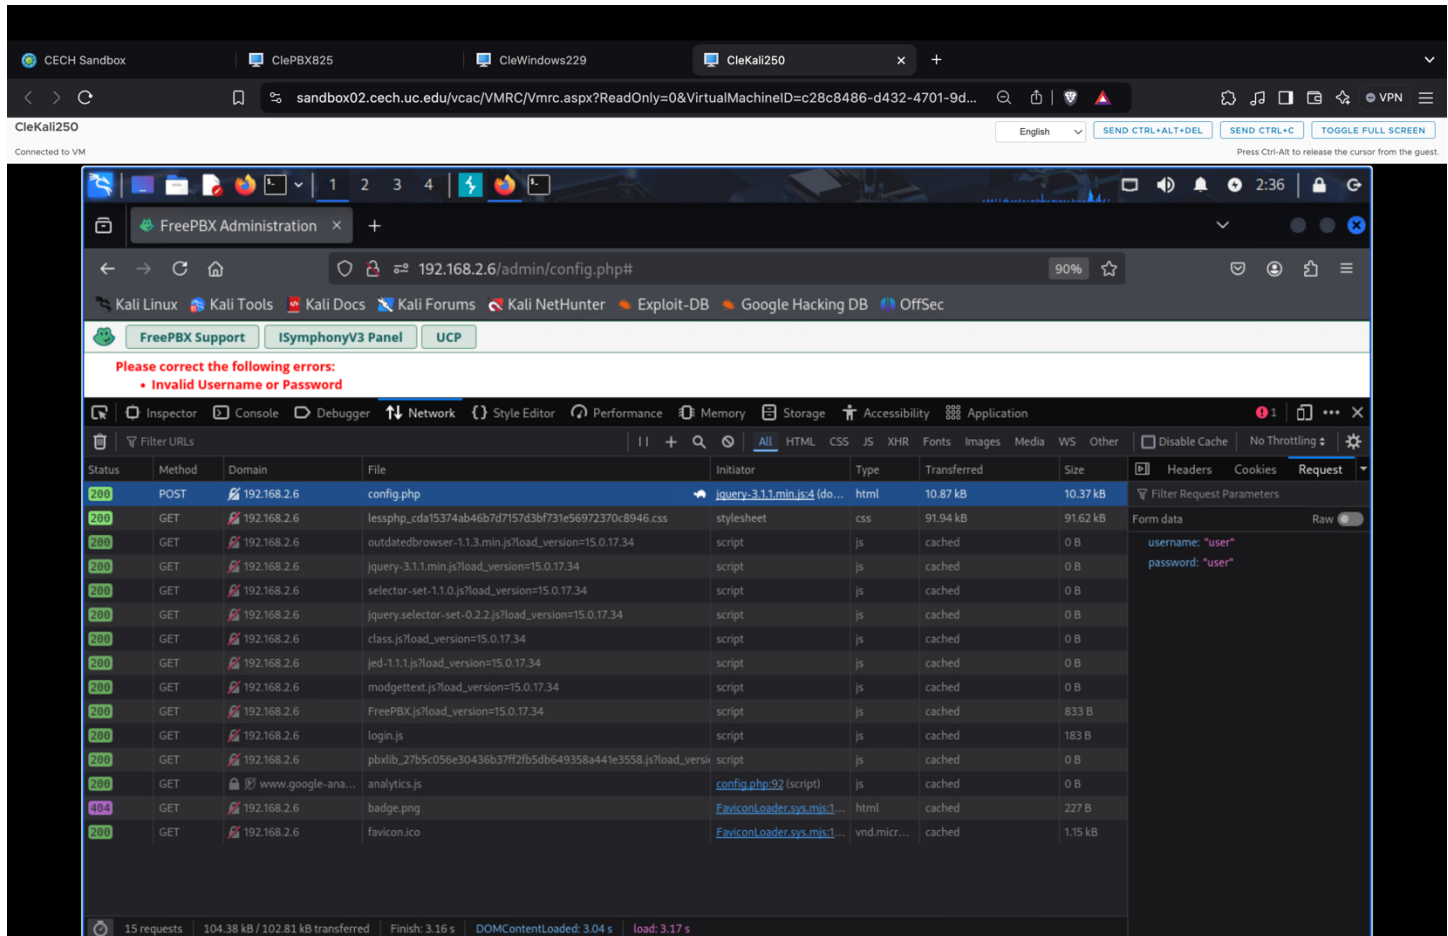 CECH Sandbox ClePBX825 CleWindows229 CleKali250
sandbox02.cech.uc.edu/vcac/VMRC/Vmrc.aspx?ReadOnly=0&VirtualMachineID=c28c8486-d432-4701-9d... VPN
CleKali250 English SEND CTRL+ALT+DEL SEND CTRL+C TOGGLE FULL SCREEN
Connected to VM Press Ctrl-Alt to release the cursor from the guest.
1 2 3 4 2:36
FreePBX Administration
192.168.2.6/admin/config.php# 90%
Kali Linux Kali Tools Kali Docs Kali Forums Kali NetHunter Exploit-DB Google Hacking DB OffSec
FreePBX Support ISymphonyV3 Panel UCP
Please correct the following errors:
• Invalid Username or Password
Inspector Console Debugger Network Style Editor Performance Memory Storage Accessibility Application 1
Filter URLs All HTML CSS JS XHR Fonts Images Media WS Other Disable Cache No Throttling
Status Method Domain File Initiator Type Transferred Size Headers Cookies Request
200 POST 192.168.2.6 config.php jquery-3.1.1.min.js:4 (do... html 10.87 kB 10.37 kB Filter Request Parameters
200 GET 192.168.2.6 lessphp_cda15374ab46b7d7157d3bf731e56972370c8946.css stylesheet css 91.94 kB 91.62 kB Form data Raw
200 GET 192.168.2.6 outdatedbrowser-1.1.3.min.js?load_version=15.0.17.34 script js cached 0 B username: "user"
200 GET 192.168.2.6 jquery-3.1.1.min.js?load_version=15.0.17.34 script js cached 0 B password: "user"
200 GET 192.168.2.6 selector-set-1.1.0.js?load_version=15.0.17.34 script js cached 0 B
200 GET 192.168.2.6 jquery.selector-set-0.2.2.js?load_version=15.0.17.34 script js cached 0 B
200 GET 192.168.2.6 class.js?load_version=15.0.17.34 script js cached 0 B
200 GET 192.168.2.6 jed-1.1.1.js?load_version=15.0.17.34 script js cached 0 B
200 GET 192.168.2.6 modgettext.js?load_version=15.0.17.34 script js cached 0 B
200 GET 192.168.2.6 FreePBX.js?load_version=15.0.17.34 script js cached 833 B
200 GET 192.168.2.6 login.js script js cached 183 B
200 GET 192.168.2.6 pbxlib_27b5c056e30436b37ff2fb5db649358a441e3558.js?load_versi script js cached 0 B
200 GET www.google-ana... analytics.js config.php:92 (script) js cached 0 B
404 GET 192.168.2.6 badge.png FaviconLoader.sys.mjs:1... html cached 227 B
200 GET 192.168.2.6 favicon.ico FaviconLoader.sys.mjs:1... vnd.micr... cached 1.15 kB
15 requests 104.38 kB / 102.81 kB transferred Finish: 3.16 s DOMContentLoaded: 3.04 s load: 3.17 s